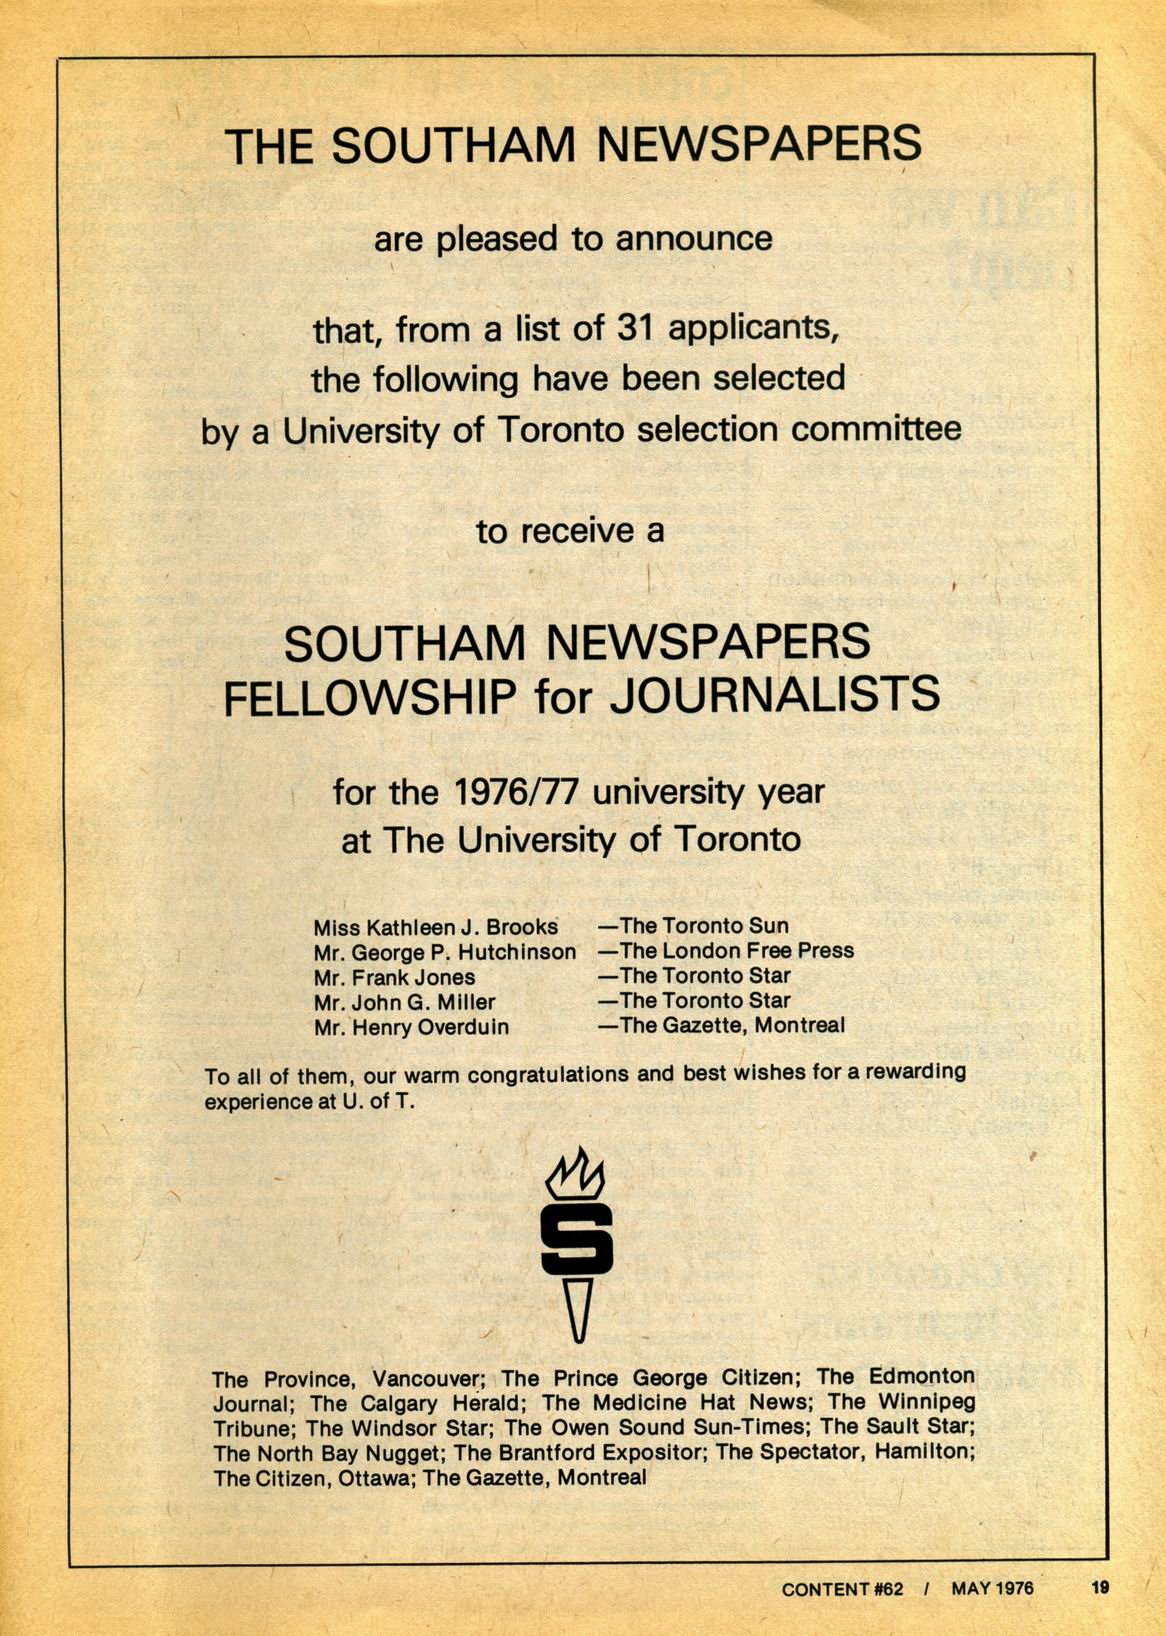 THE SOUTHAM NEWSPAPERS
are pleased to announce
that, from a list of 31 applicants,
the following have been selected
by a University of Toronto selection committee
to receive a
SOUTHAM NEWSPAPERS
FELLOWSHIP for JOURNALISTS
for the 1976/77 university year
at The University of Toronto
Miss Kathleen J. Brooks —The Toronto Sun
Mr. George P. Hutchinson —The London Free Press
Mr. Frank Jones —The Toronto Star
Mr. John G. Miller —The Toronto Star
Mr. Henry Overduin —The Gazette, Montreal
To all of them, our warm congratulations and best wishes for a rewarding
experience at U. of T.
S
The Province, Vancouver; The Prince George Citizen; The Edmonton
Journal; The Calgary Herald; The Medicine Hat News; The Winnipeg
Tribune; The Windsor Star; The Owen Sound Sun-Times; The Sault Star;
The North Bay Nugget; The Brantford Expositor; The Spectator, Hamilton;
The Citizen, Ottawa; The Gazette, Montreal
CONTENT #62 / MAY 1976 19